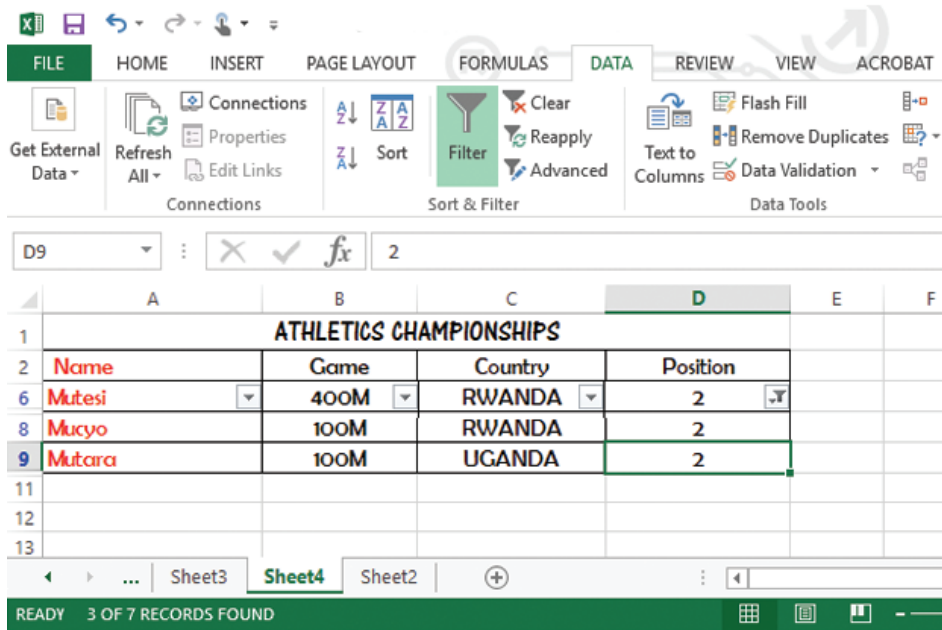 FILE HOME INSERT PAGE LAYOUT FORMULAS DATA REVIEW VIEW ACROBAT
Get External Data
Refresh All
Connections
Properties
Edit Links
Connections
Sort
Filter
Clear
Reapply
Advanced
Sort & Filter
Text to Columns
Flash Fill
Remove Duplicates
Data Validation
Data Tools
D9 fx 2
A B C D E F
1 ATHLETICS CHAMPIONSHIPS
2 Name Game Country Position
6 Mutesi 400M RWANDA 2
8 Mucyo 100M RWANDA 2
9 Mutara 100M UGANDA 2
11
12
13
... Sheet3 Sheet4 Sheet2
READY 3 OF 7 RECORDS FOUND